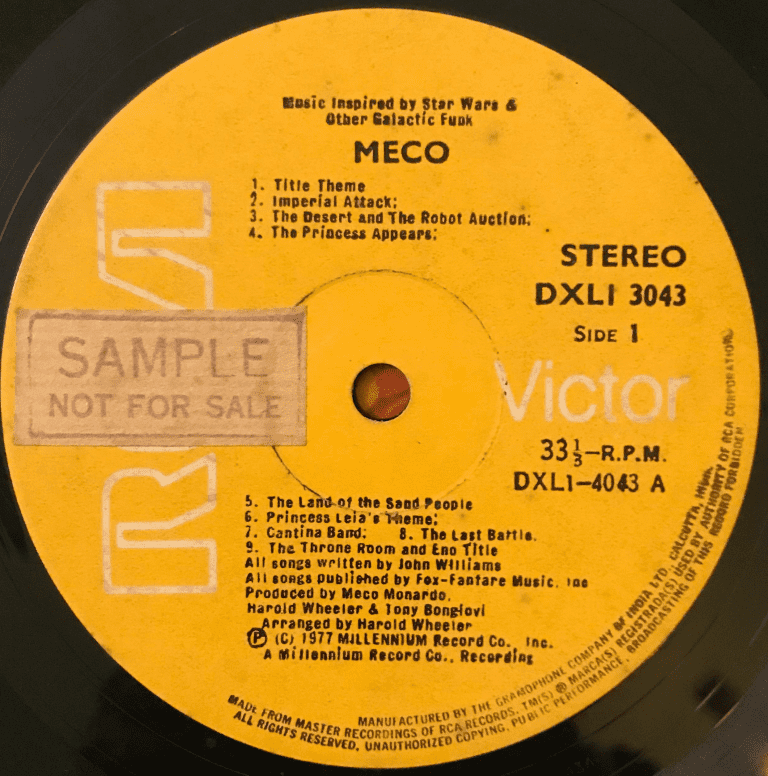 Music Inspired by Star Wars &
Other Galactic Funk
MECO
1. Title Theme
2. Imperial Attack;
3. The Desert and The Robot Auction;
4. The Princess Appears;
STEREO
DXL1 3043
SIDE 1
RCA
SAMPLE
NOT FOR SALE
Victor
33⅓-R.P.M.
DXL1-4043 A
5. The Land of the Sand People
6. Princess Leia's Theme;
7. Cantina Band; 8. The Last Battle.
9. The Throne Room and Eno Title
All songs written by John Williams
All songs published by Fox-Fanfare Music. Inc
Produced by Meco Monardo,
Harold Wheeler & Tony Bongiovi
Arranged by Harold Wheeler
Ⓟ (C) 1977 MILLENNIUM Record Co., Inc.
A Millennium Record Co., Recording
MANUFACTURED BY THE GRAMOPHONE COMPANY OF INDIA LTD, CALCUTTA, INDIA.
MADE FROM MASTER RECORDINGS OF RCA RECORDS. TM(S) ® MARCA(S) REGISTRADA(S) USED BY AUTHORITY OF RCA CORPORATION.
ALL RIGHTS RESERVED, UNAUTHORIZED COPYING, PUBLIC PERFORMANCE, BROADCASTING OF THIS RECORD FORBIDDEN